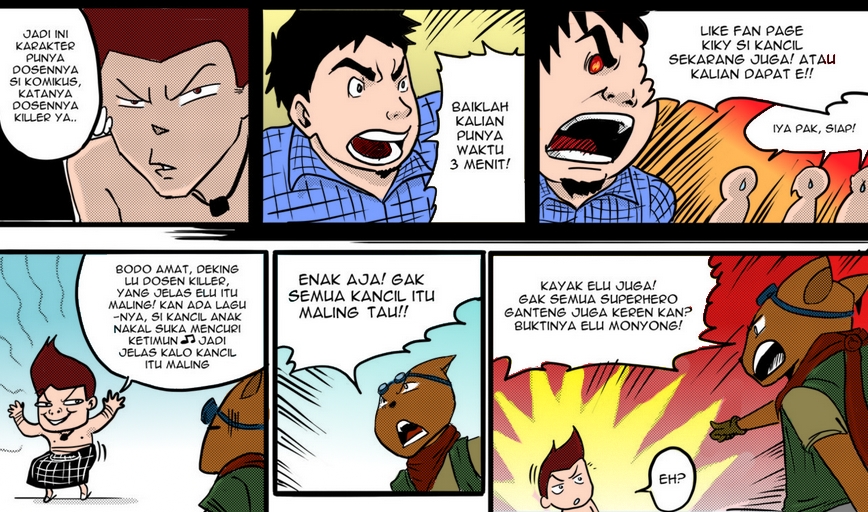 JADI INI
KARAKTER
PUNYA
DOSENNYA
SI KOMIKUS,
KATANYA
DOSENNYA
KILLER YA..
BAIKLAH
KALIAN
PUNYA
WAKTU
3 MENIT!
LIKE FAN PAGE
KIKY SI KANCIL
SEKARANG JUGA! ATAU
KALIAN DAPAT E!!
IYA PAK, SIAP!
BODO AMAT, DEKING
LU DOSEN KILLER,
YANG JELAS ELU ITU
MALING! KAN ADA LAGU
-NYA, SI KANCIL ANAK
NAKAL SUKA MENCURI
KETIMUN ♫ JADI
JELAS KALO KANCIL
ITU MALING
ENAK AJA! GAK
SEMUA KANCIL ITU
MALING TAU!!
KAYAK ELU JUGA!
GAK SEMUA SUPERHERO
GANTENG JUGA KEREN KAN?
BUKTINYA ELU MONYONG!
EH?